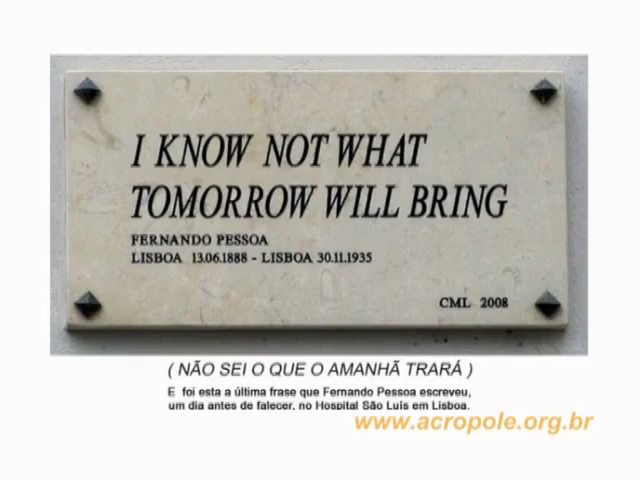 I KNOW NOT WHAT
TOMORROW WILL BRING
FERNANDO PESSOA
LISBOA 13.06.1888 - LISBOA 30.11.1935
CML 2008
( NÃO SEI O QUE O AMANHÃ TRARÁ )
E foi esta a última frase que Fernando Pessoa escreveu,
um dia antes de falecer, no Hospital São Luís em Lisboa.
www.acropole.org.br